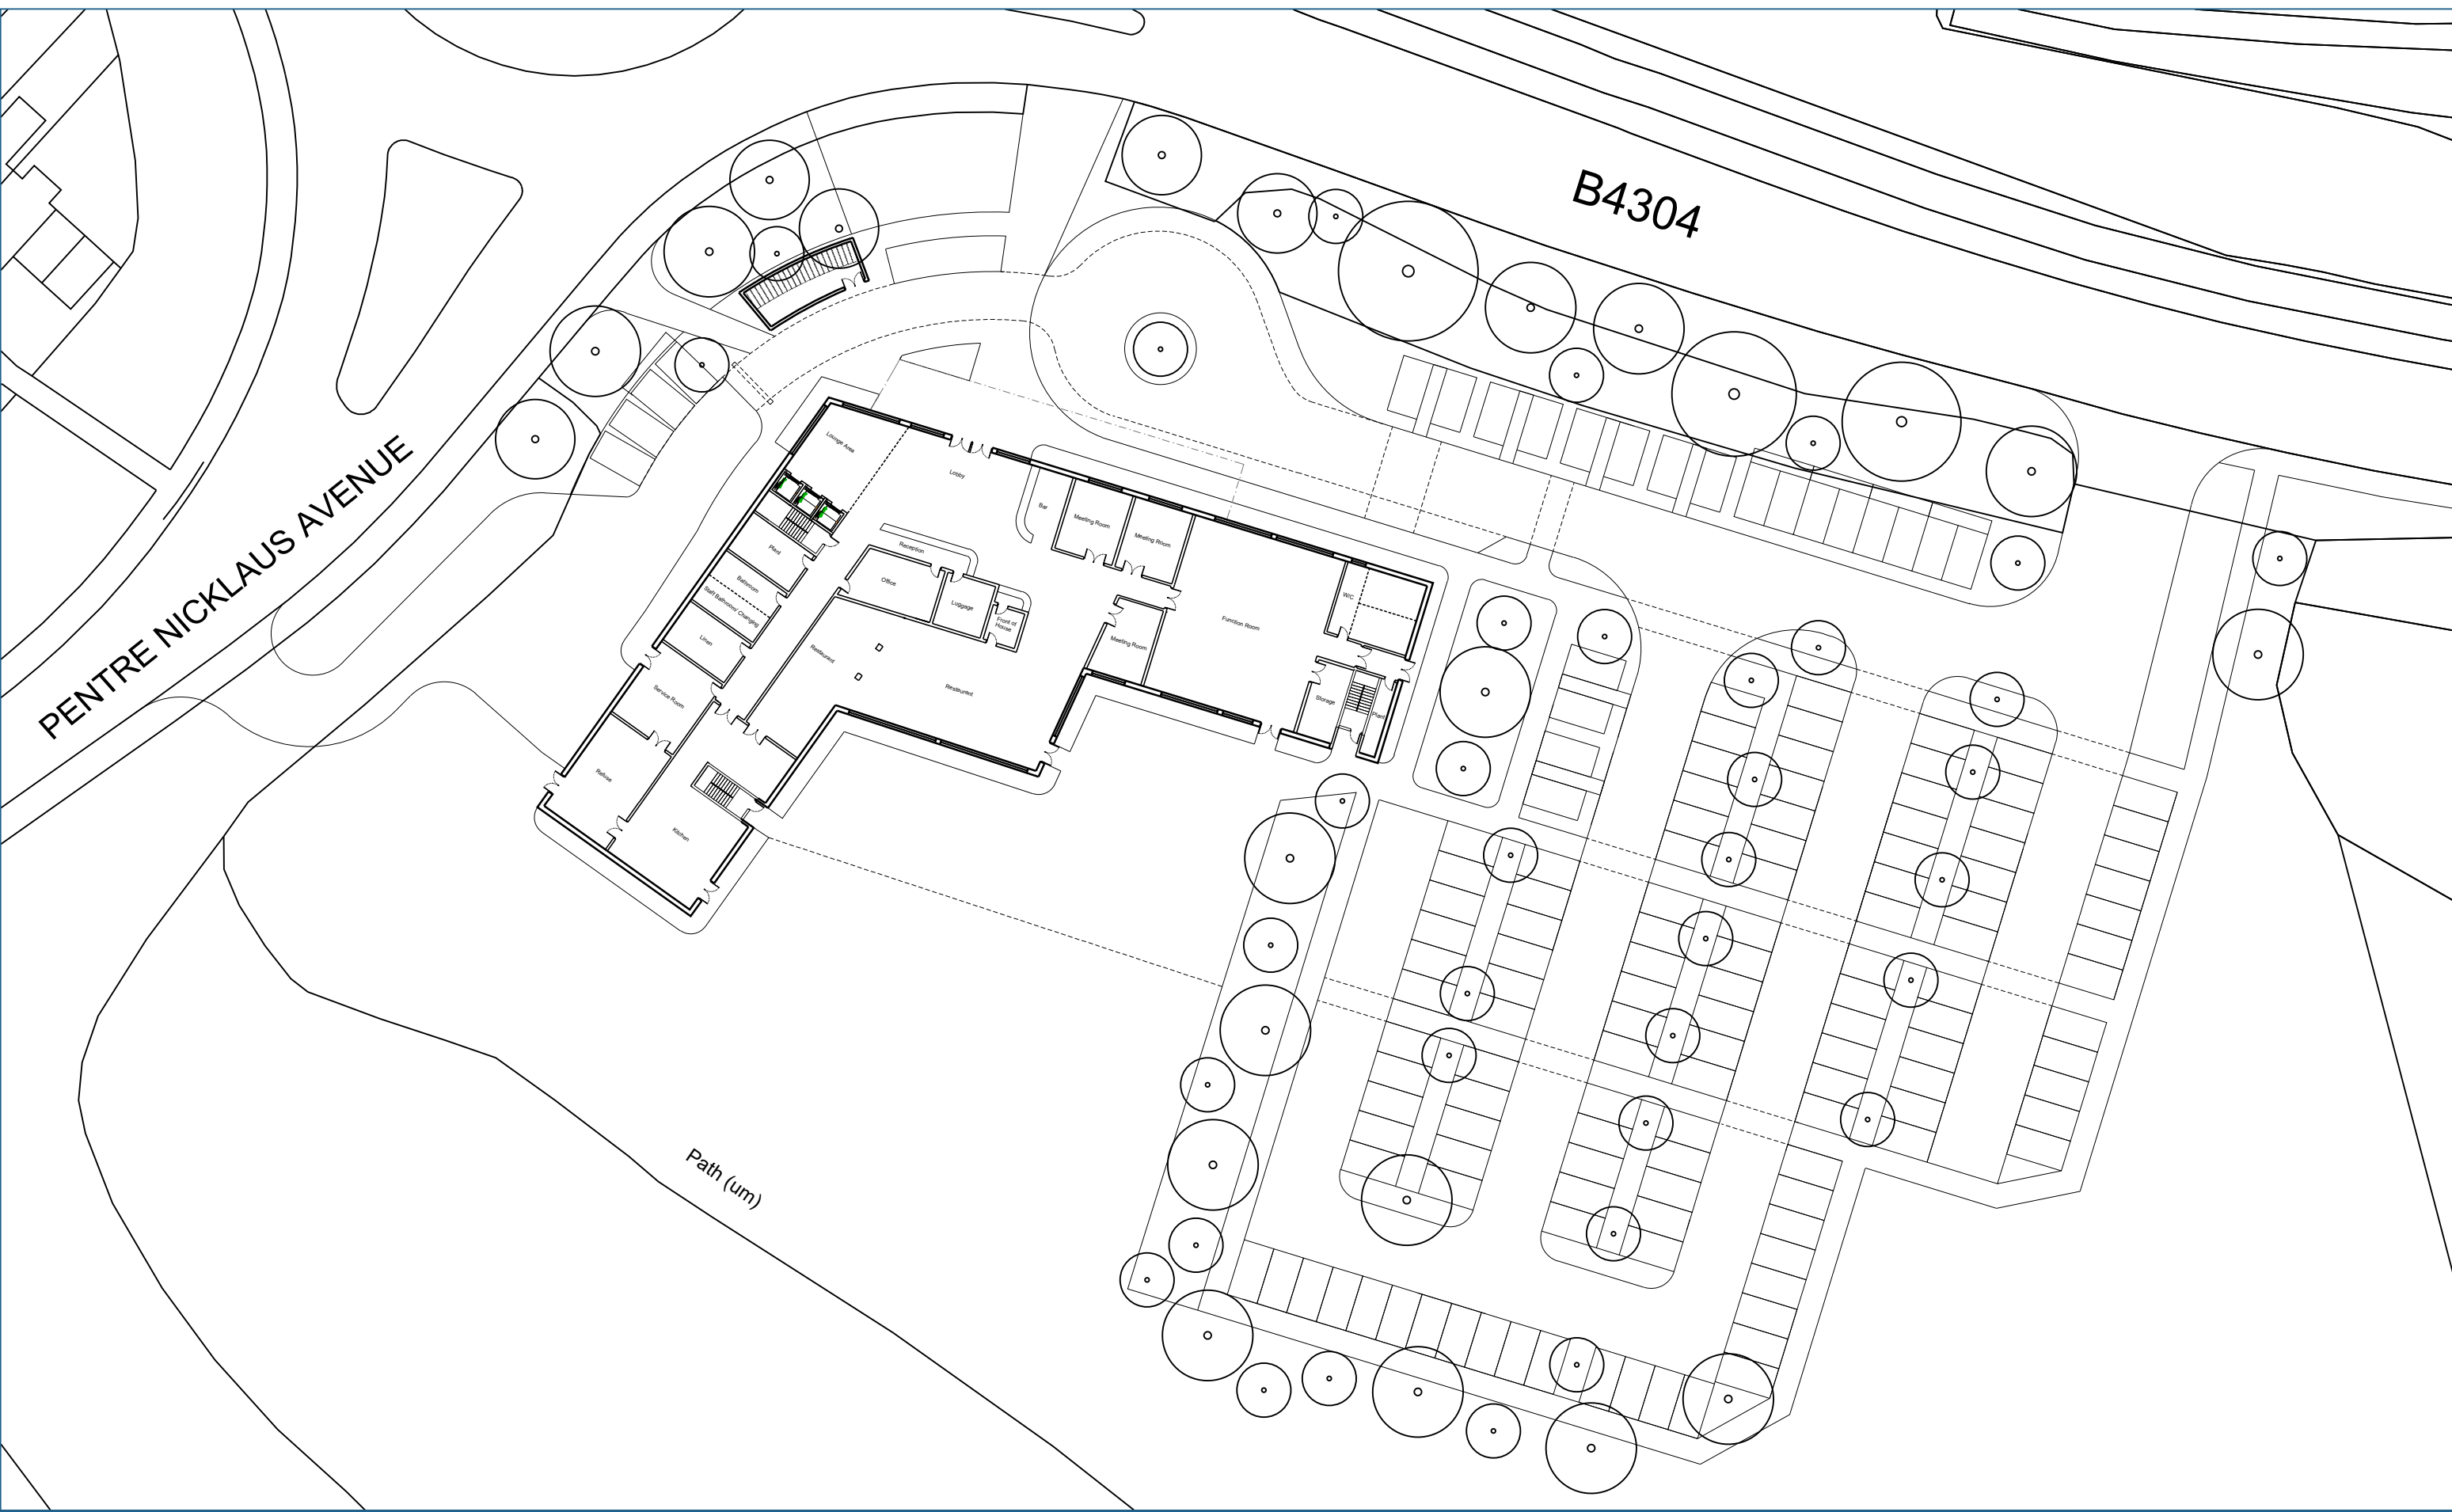 B4304
PENTRE NICKLAUS AVENUE
Lounge Area
Lobby
Bar
Meeting Room
Meeting Room
Reception
Office
Luggage
Front of
House
Plant
Bathroom
Staff Bathroom/ Changing
Linen
Restaurant
Restaurant
Meeting Room
Function Room
W/C
Storage
Plant
Service Room
Refuse
Kitchen
Path (um)